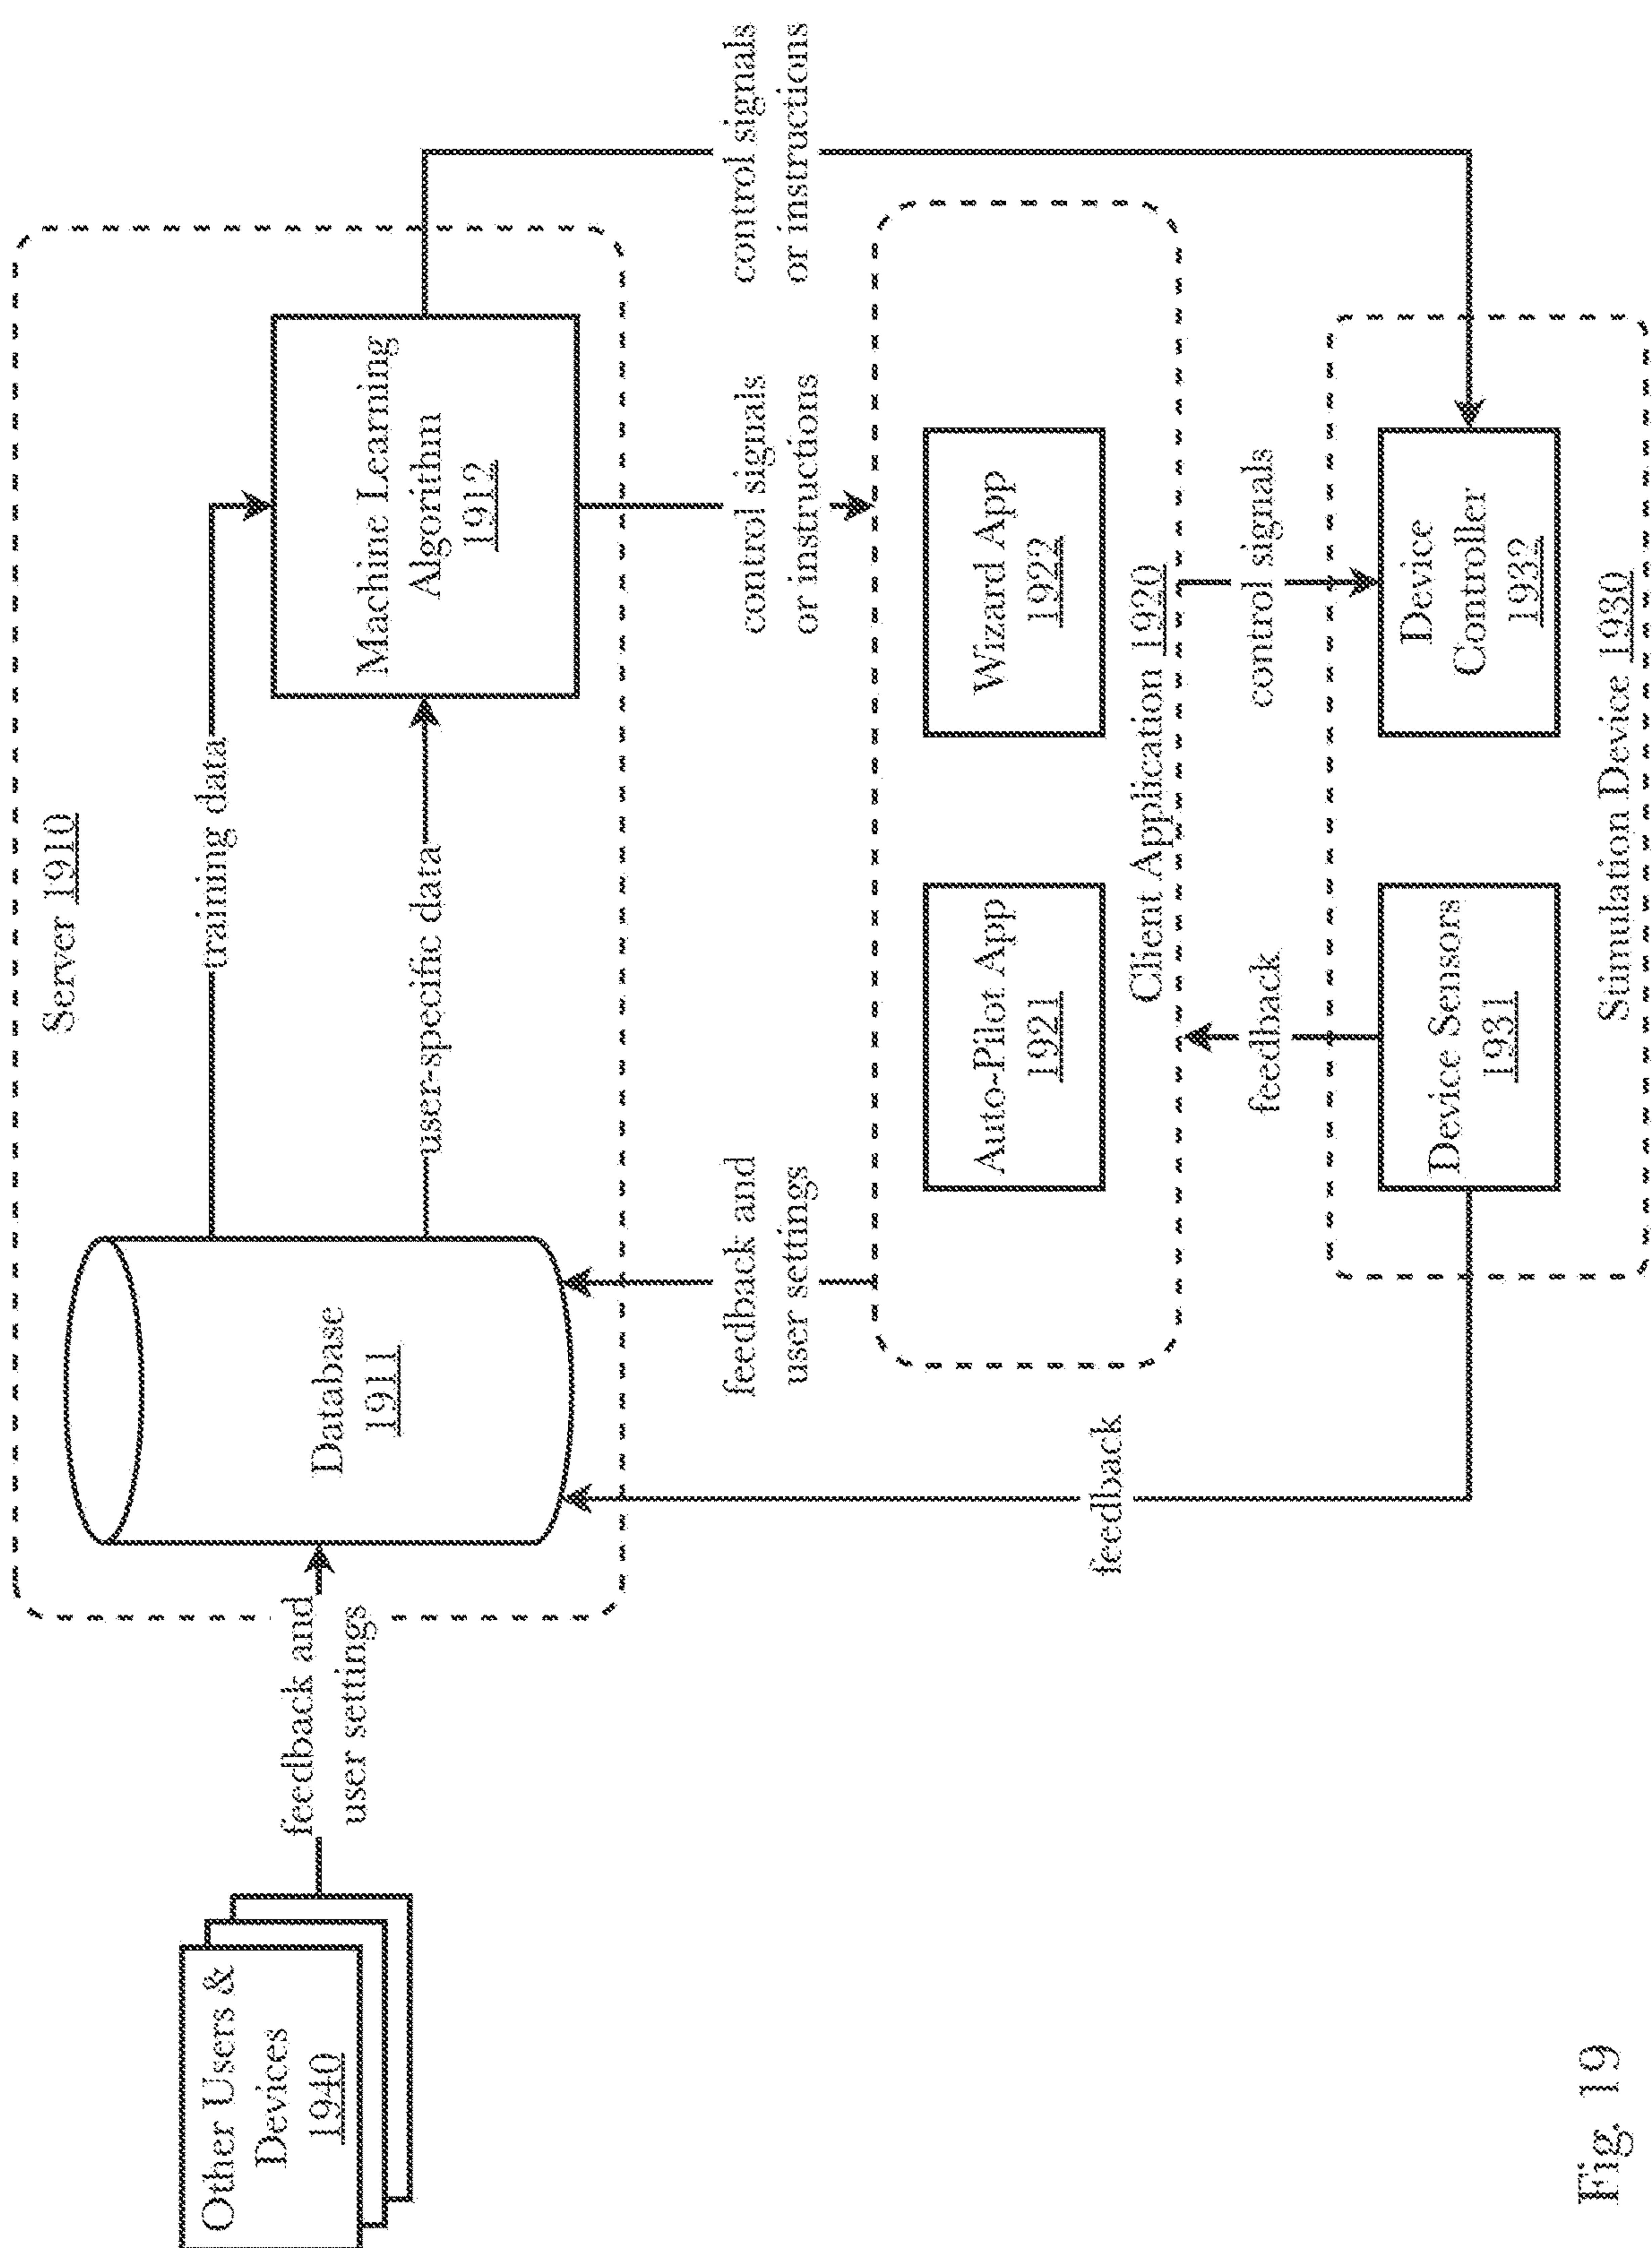 Server 1910
Other Users &
Devices
1940
feedback and
user settings
Database
1911
training data
user-specific data
Machine Learning
Algorithm
1912
feedback and
user settings
control signals
or instructions
control signals
or instructions
Auto-Pilot App
1921
Wizard App
1922
Client Application 1920
feedback
feedback
control signals
Device Sensors
1931
Device
Controller
1932
Stimulation Device 1930
Fig. 19